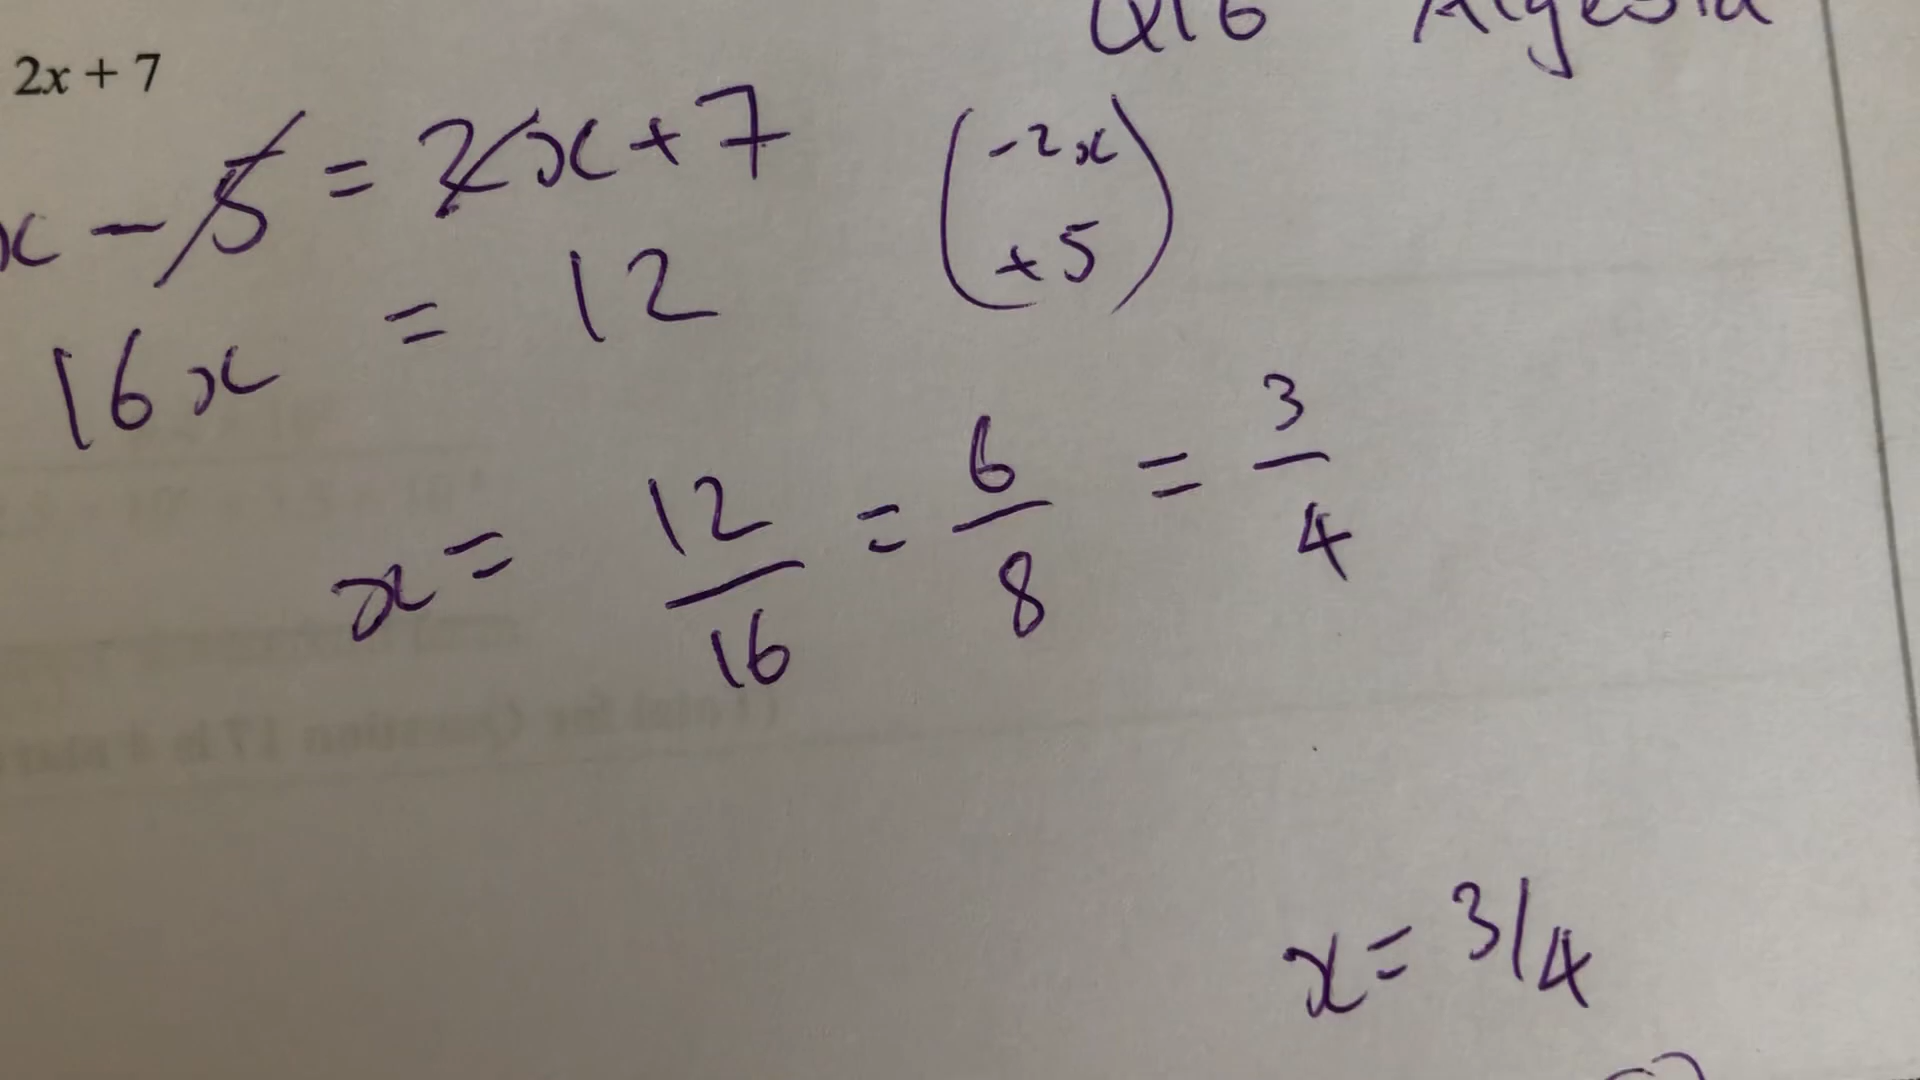 Q16 Algebra
2x + 7
x - 5 = 2x + 7 (-2x +5)
16x = 12
x = 12/16 = 6/8 = 3/4
x = 3/4